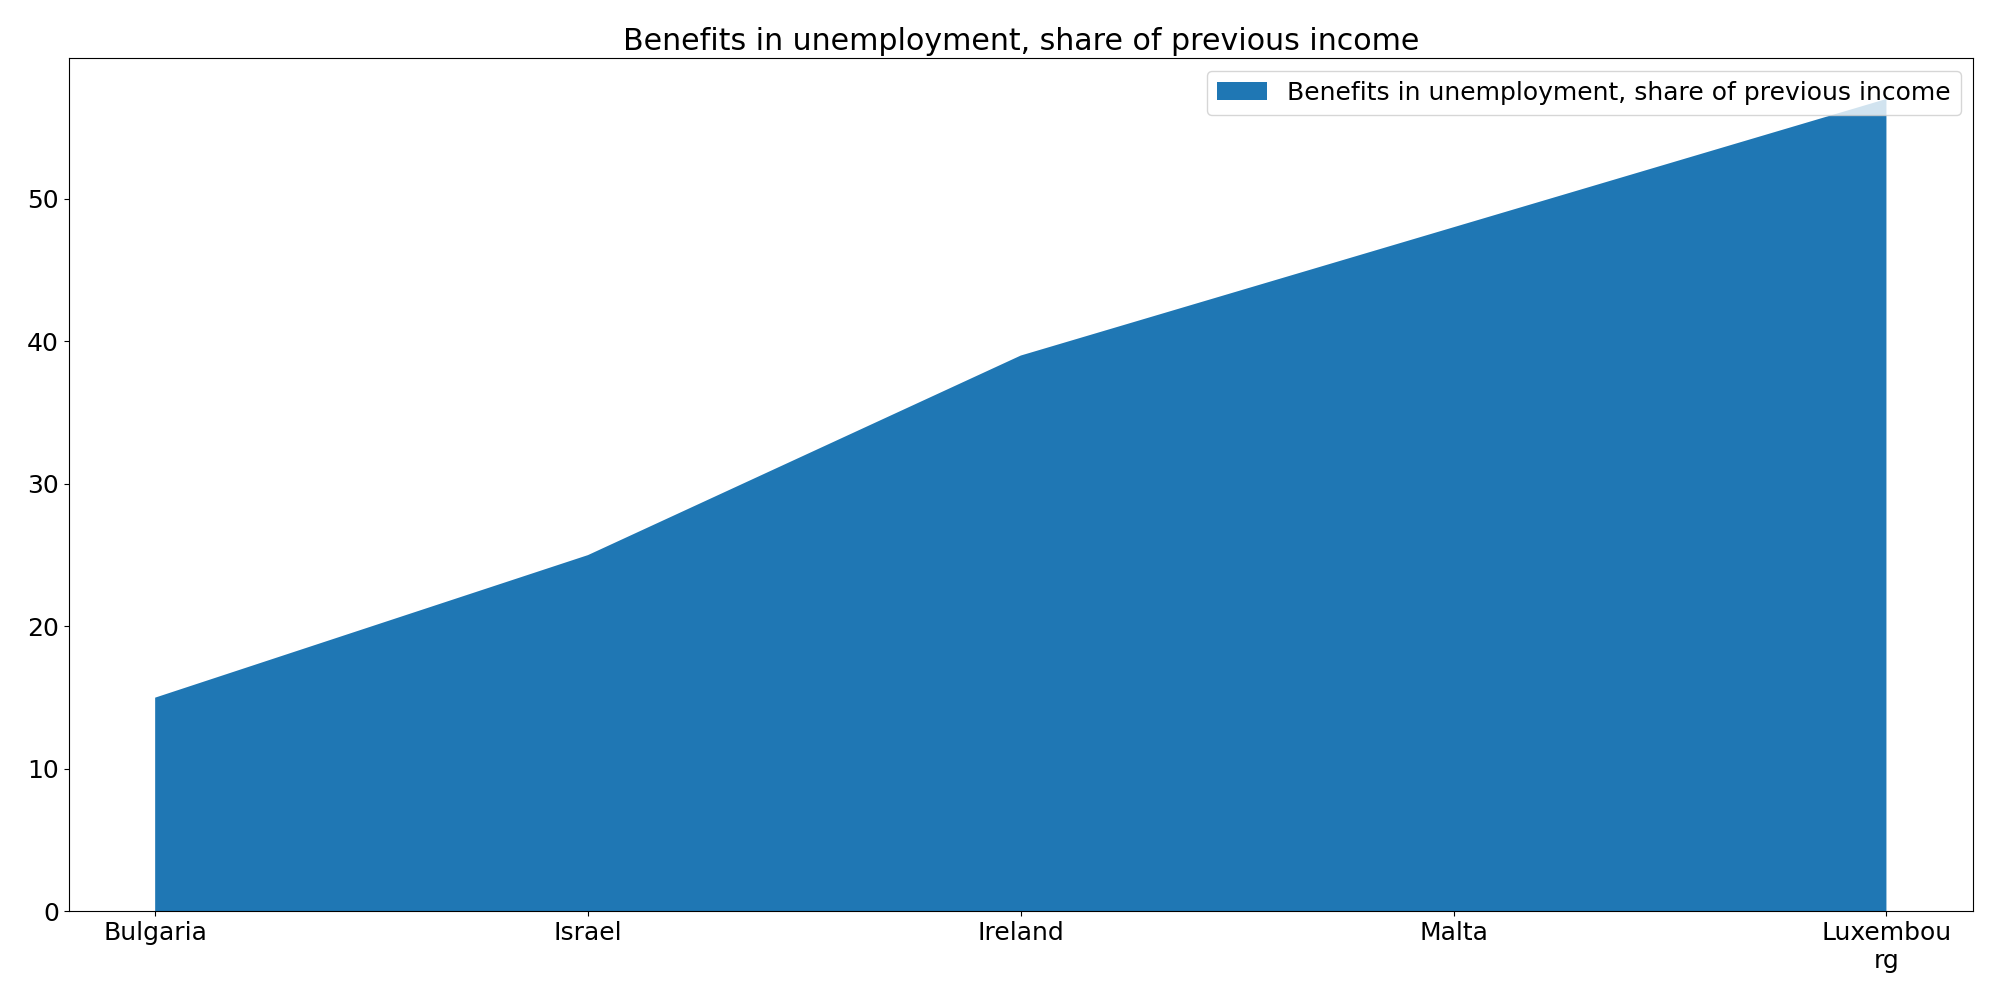 Benefits in unemployment, share of previous income
Benefits in unemployment, share of previous income
50
40
30
20
10
0
Bulgaria
Israel
Ireland
Malta
Luxembou
rg